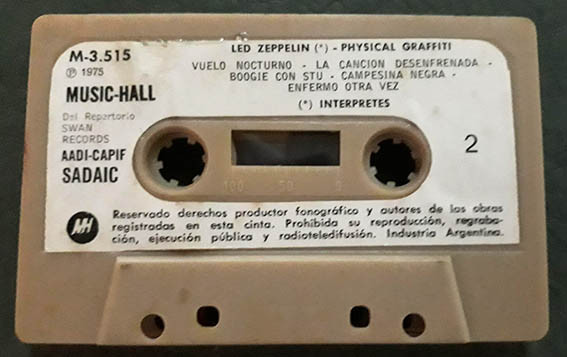 M-3.515
℗ 1975
MUSIC-HALL
Del Repertorio
SWAN
RECORDS
AADI-CAPIF
SADAIC
LED ZEPPELIN (*) - PHYSICAL GRAFFITI
VUELO NOCTURNO - LA CANCION DESENFRENADA -
BOOGIE CON STU - CAMPESINA NEGRA -
ENFERMO OTRA VEZ
(*) INTERPRETES
2
100 50 0
MH
Reservado derechos productor fonográfico y autores de las obras
registradas en esta cinta. Prohibida su reproducción, regraba-
ción, ejecución pública y radioteledifusión. Industria Argentina.